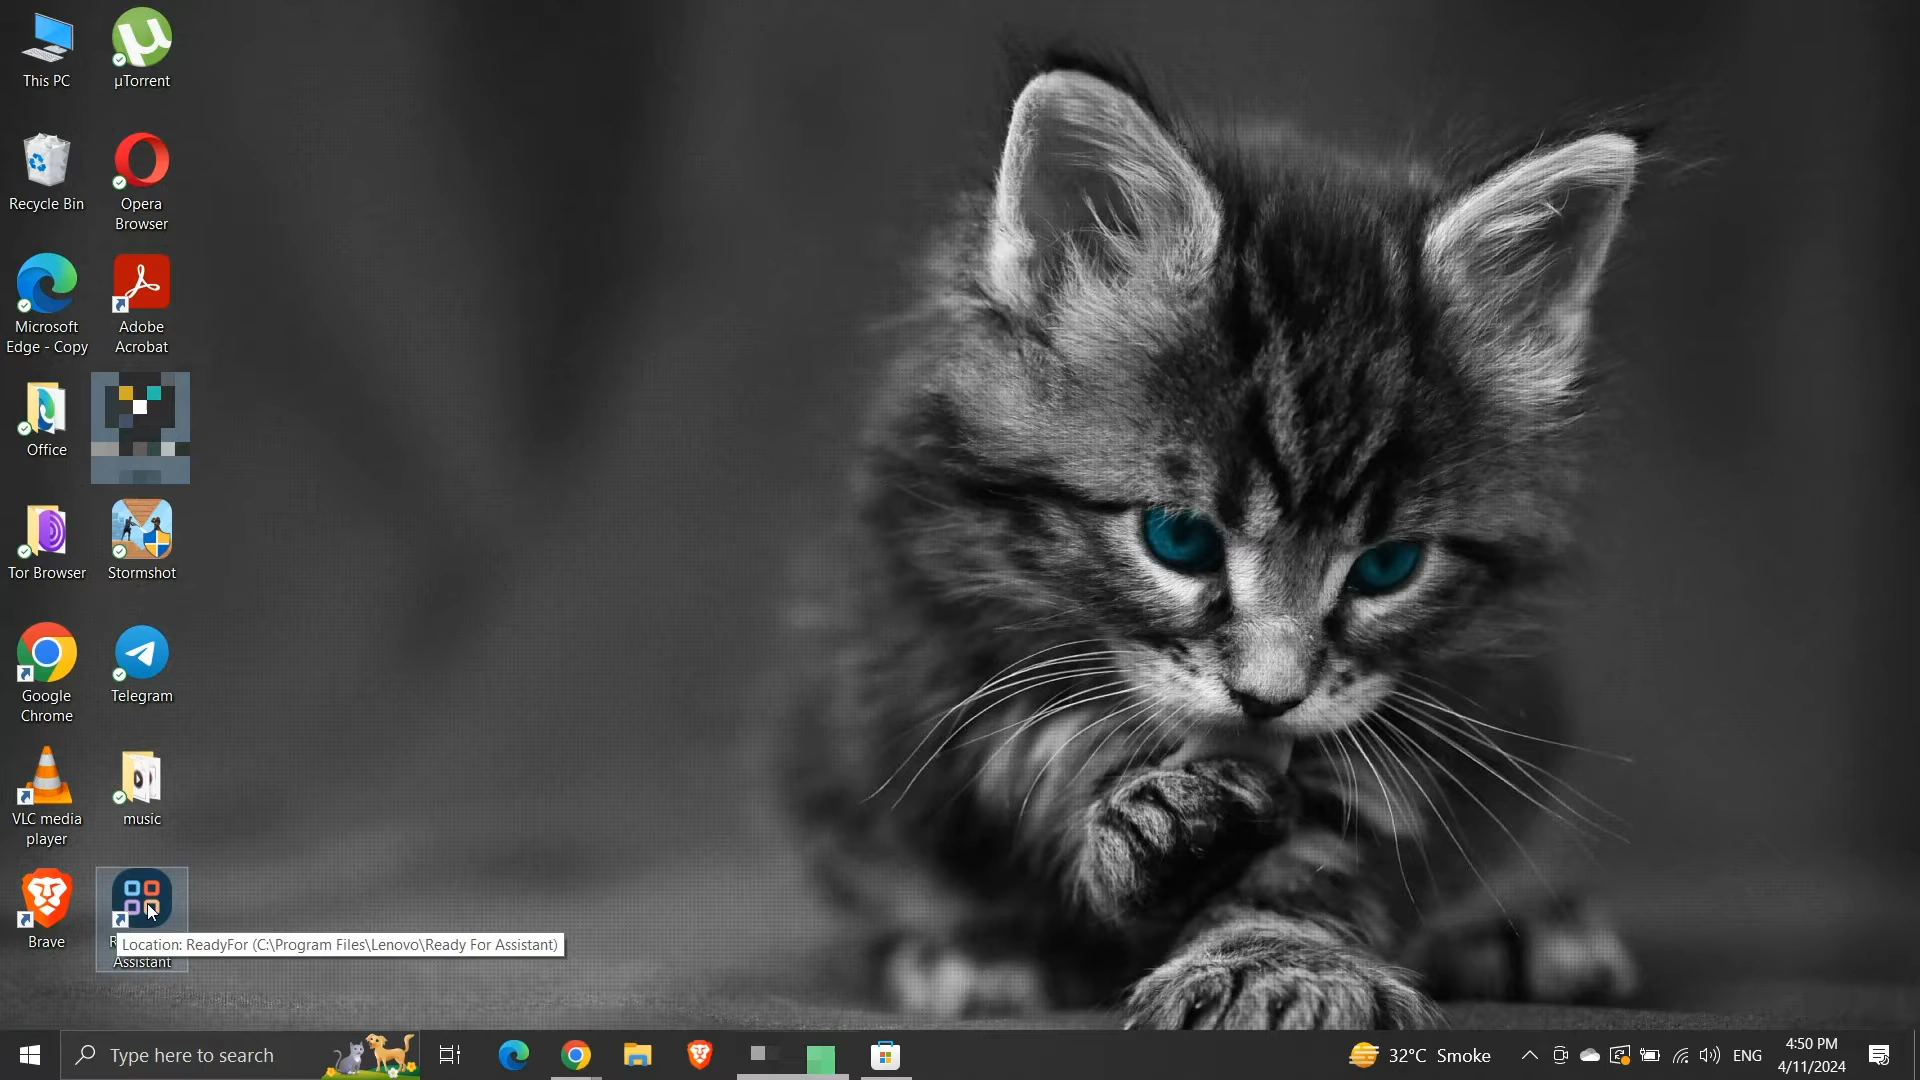 This PC
µTorrent
Recycle Bin
Opera
Browser
Microsoft
Edge - Copy
Adobe
Acrobat
Office
Tor Browser
Stormshot
Google
Chrome
Telegram
VLC media
player
music
Brave
Location: ReadyFor (C:\Program Files\Lenovo\Ready For Assistant)
Assistant
Type here to search
32°C Smoke
ENG
4:50 PM
4/11/2024